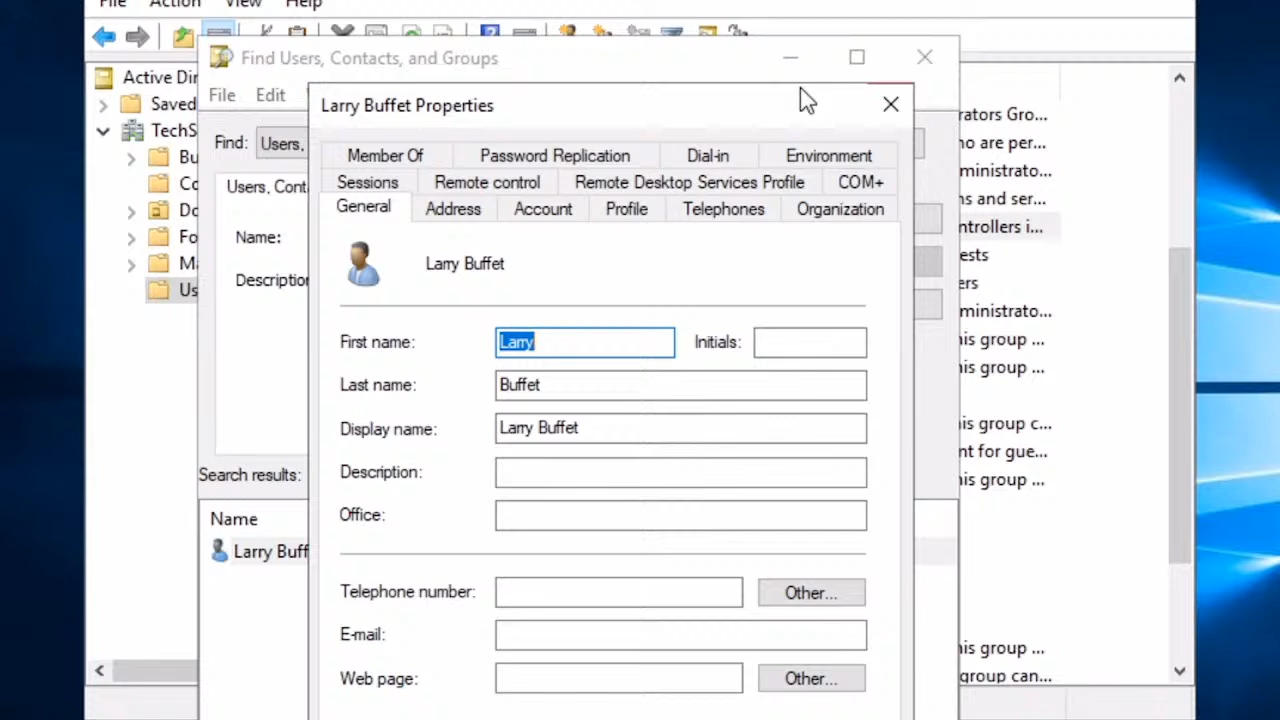 File Action View Help
Find Users, Contacts, and Groups
File Edit
Larry Buffet Properties
Active Dir
Saved
TechS
Bu
Co
Do
Fo
Ma
Us
Find: Users,
Users, Conta
Name:
Description
Member Of Password Replication Dial-in Environment
Sessions Remote control Remote Desktop Services Profile COM+
General Address Account Profile Telephones Organization
Larry Buffet
First name: Larry Initials:
Last name: Buffet
Display name: Larry Buffet
Description:
Office:
Telephone number: Other...
E-mail:
Web page: Other...
Search results:
Name
Larry Buff
rators Gro...
ho are per...
ministrato...
ns and ser...
ntrollers i...
ests
ers
ministrato...
his group ...
his group ...
his group c...
nt for gue...
his group ...
his group ...
group can...